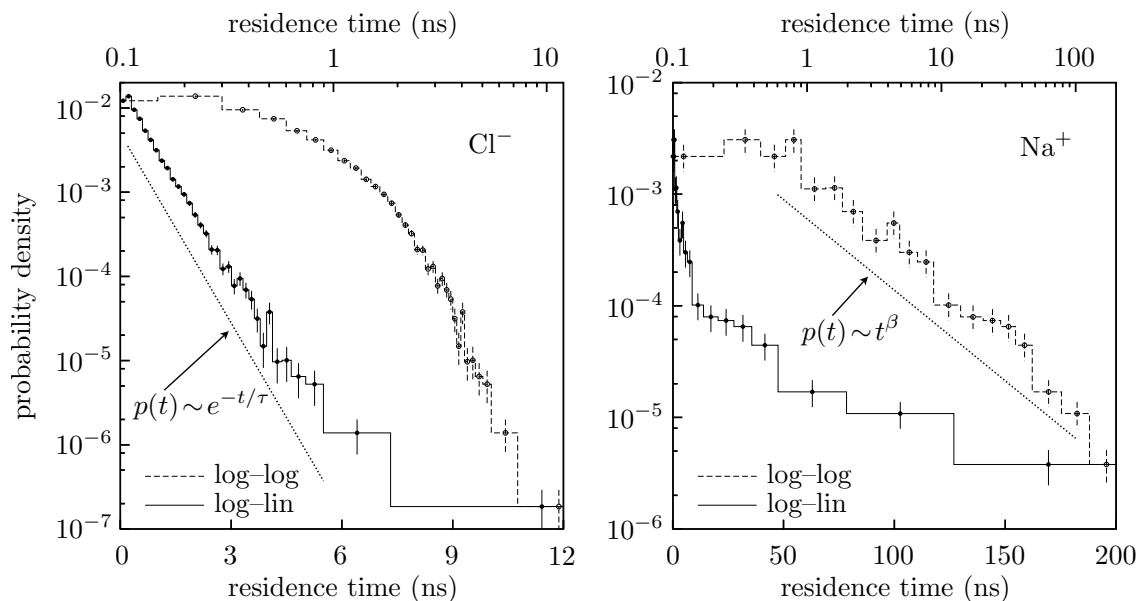 residence time (ns)
0.1 1 10
probability density
10⁻²
10⁻³
10⁻⁴
10⁻⁵
10⁻⁶
10⁻⁷
Cl⁻
p(t)∼e^{−t/τ}
log–log
log–lin
0 3 6 9 12
residence time (ns)
residence time (ns)
0.1 1 10 100
10⁻²
10⁻³
10⁻⁴
10⁻⁵
10⁻⁶
Na⁺
p(t)∼t^β
log–log
log–lin
0 50 100 150 200
residence time (ns)